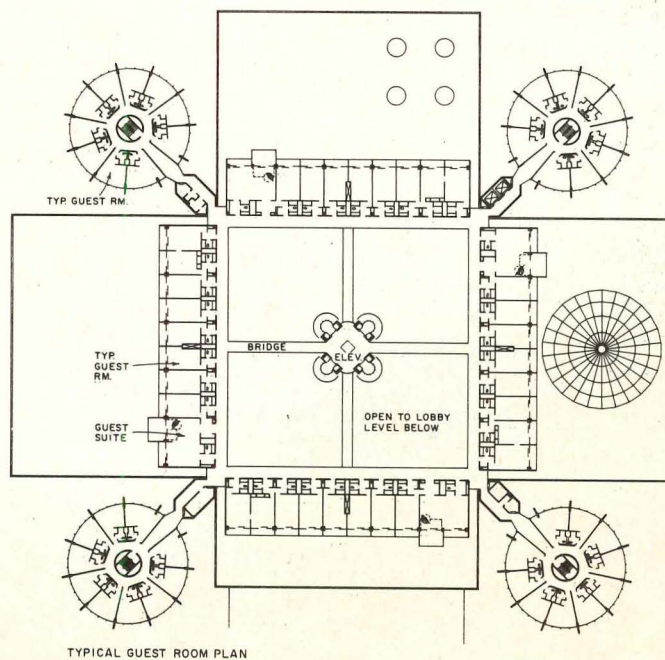 TYP. GUEST RM.
BRIDGE
ELEV.
TYP.
GUEST
RM.
GUEST
SUITE
OPEN TO LOBBY
LEVEL BELOW
TYPICAL GUEST ROOM PLAN